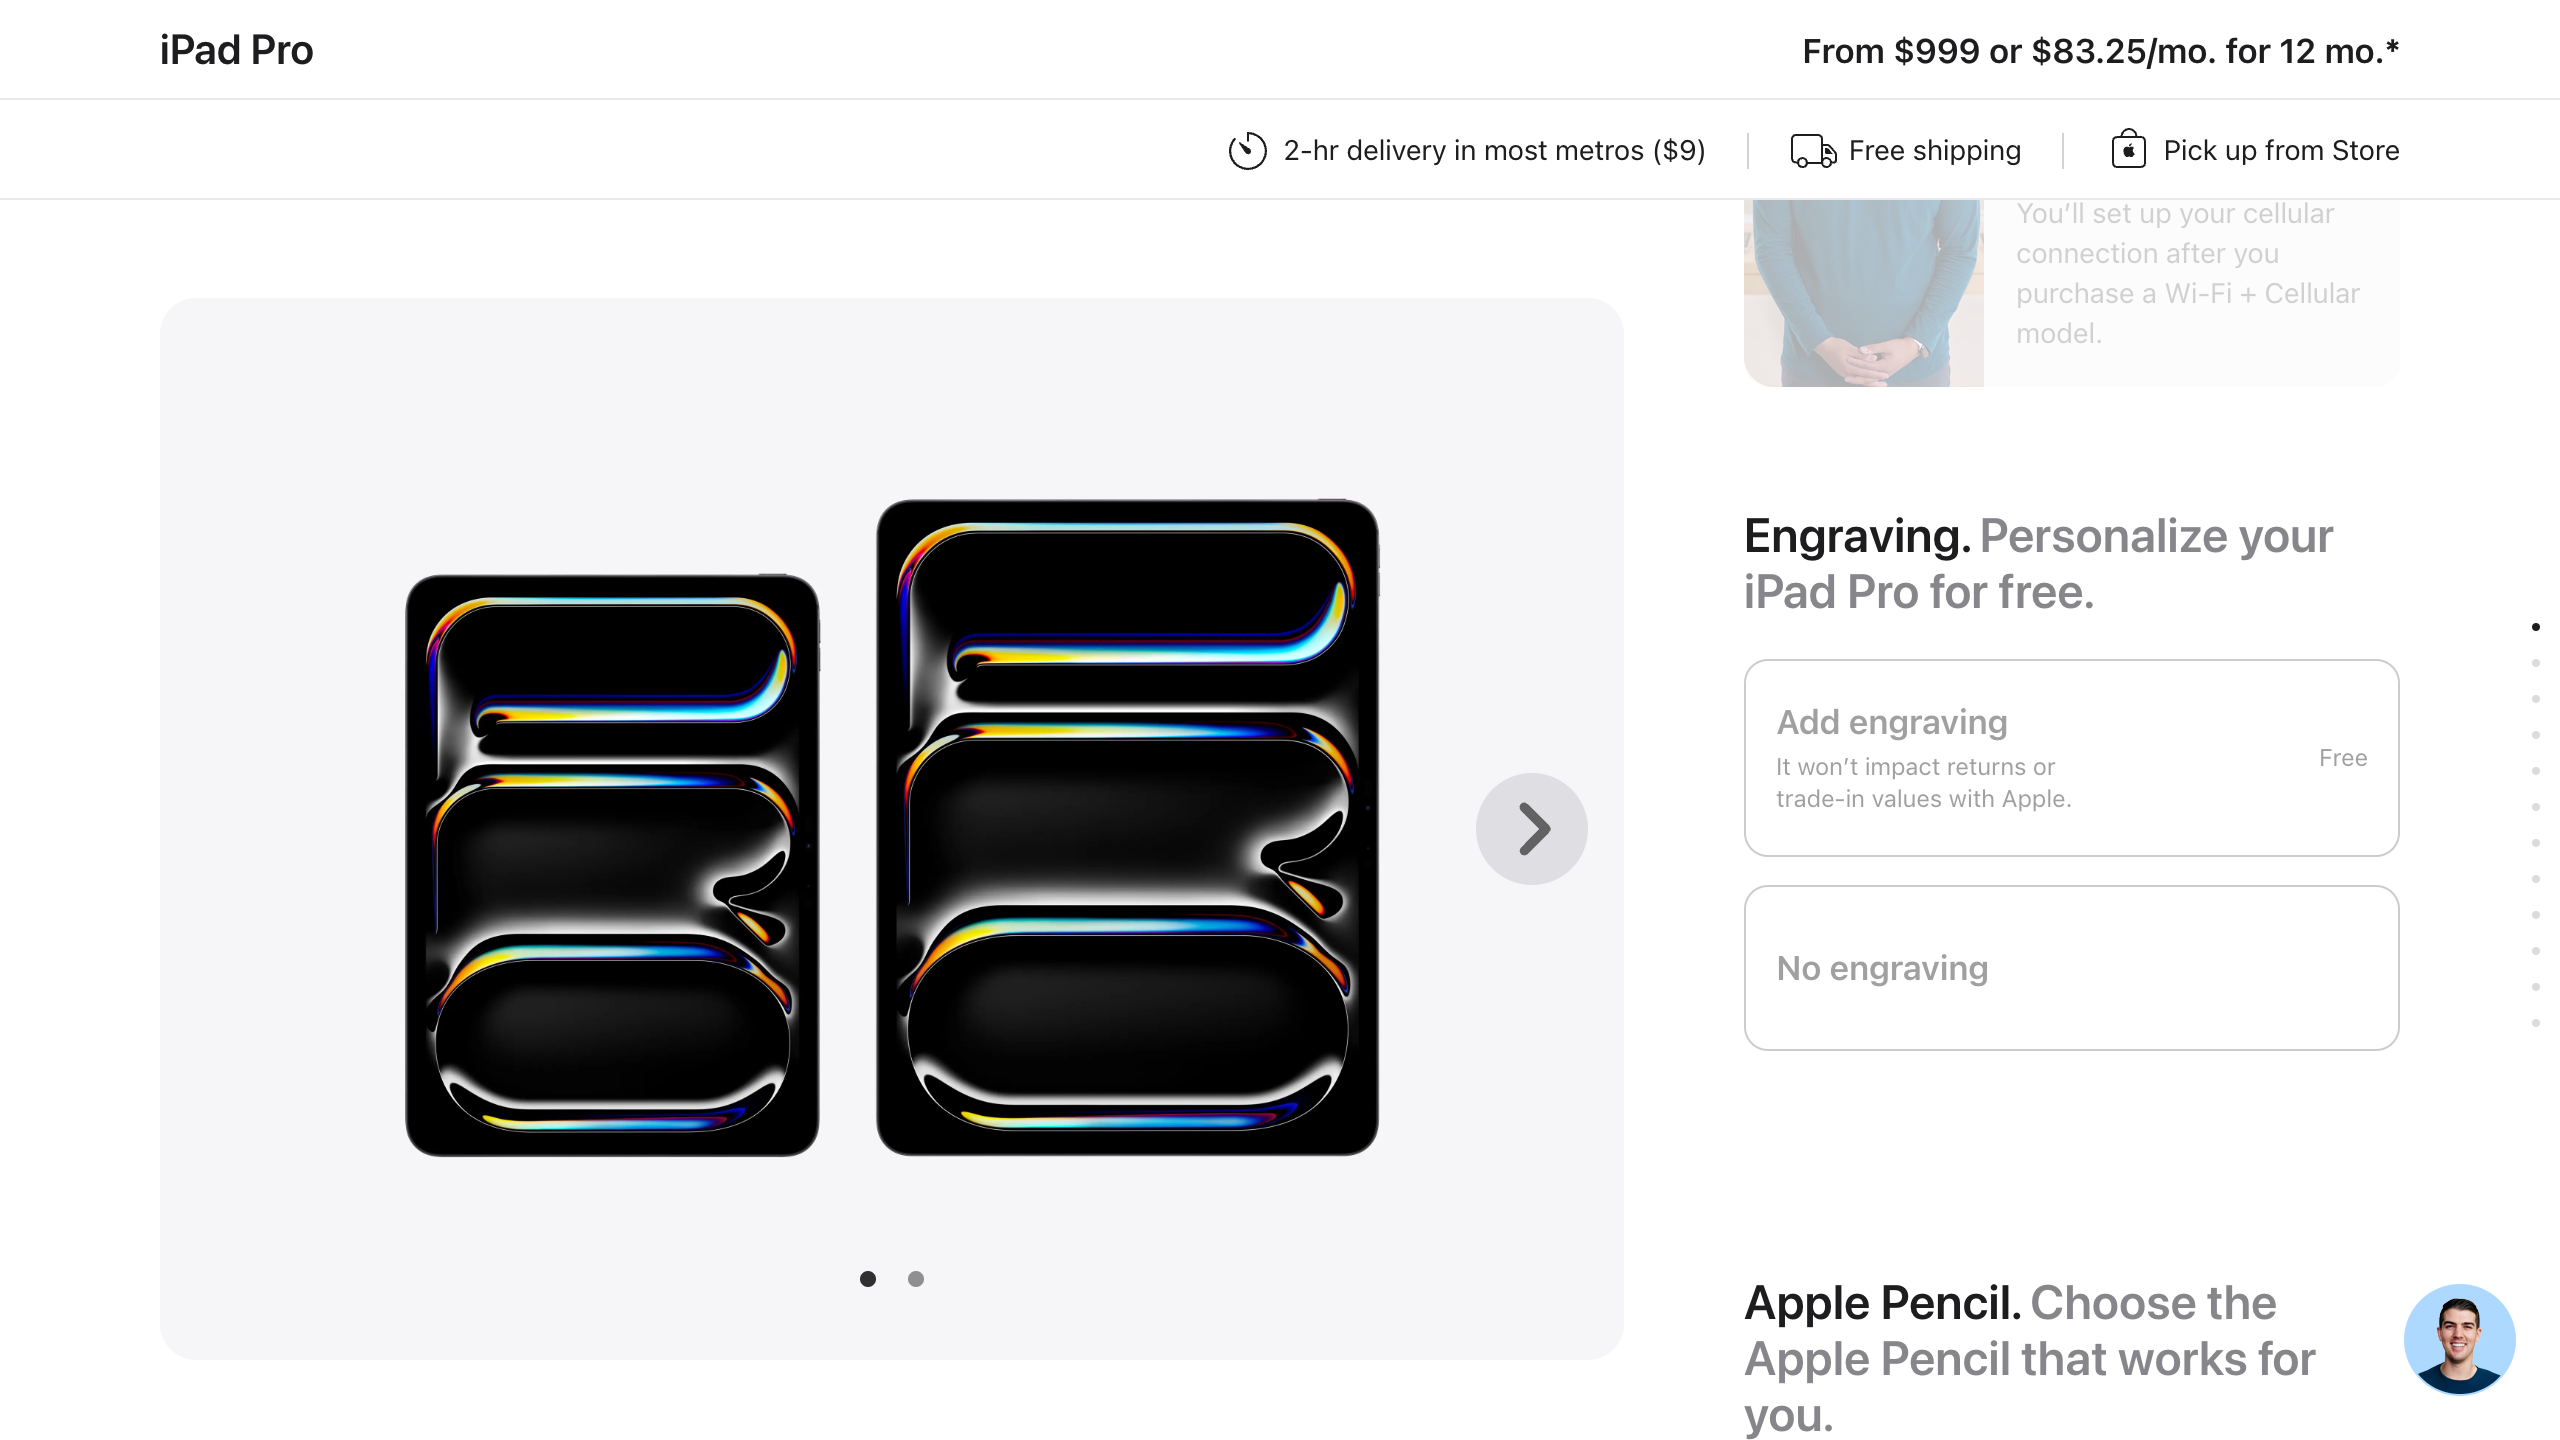 iPad Pro
From $999 or $83.25/mo. for 12 mo.*
2-hr delivery in most metros ($9)
Free shipping
Pick up from Store
You’ll set up your cellular
connection after you
purchase a Wi-Fi + Cellular
model.
Engraving. Personalize your
iPad Pro for free.
Add engraving
It won’t impact returns or
trade-in values with Apple.
Free
No engraving
Apple Pencil. Choose the
Apple Pencil that works for
you.